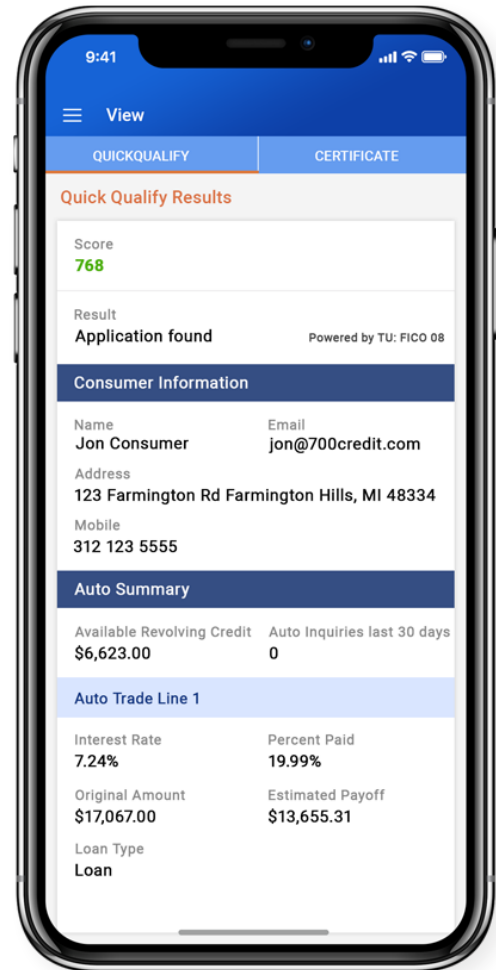 9:41
View
QUICKQUALIFY CERTIFICATE
Quick Qualify Results
Score
768
Result
Application found Powered by TU: FICO 08
Consumer Information
Name Email
Jon Consumer jon@700credit.com
Address
123 Farmington Rd Farmington Hills, MI 48334
Mobile
312 123 5555
Auto Summary
Available Revolving Credit Auto Inquiries last 30 days
$6,623.00 0
Auto Trade Line 1
Interest Rate Percent Paid
7.24% 19.99%
Original Amount Estimated Payoff
$17,067.00 $13,655.31
Loan Type
Loan